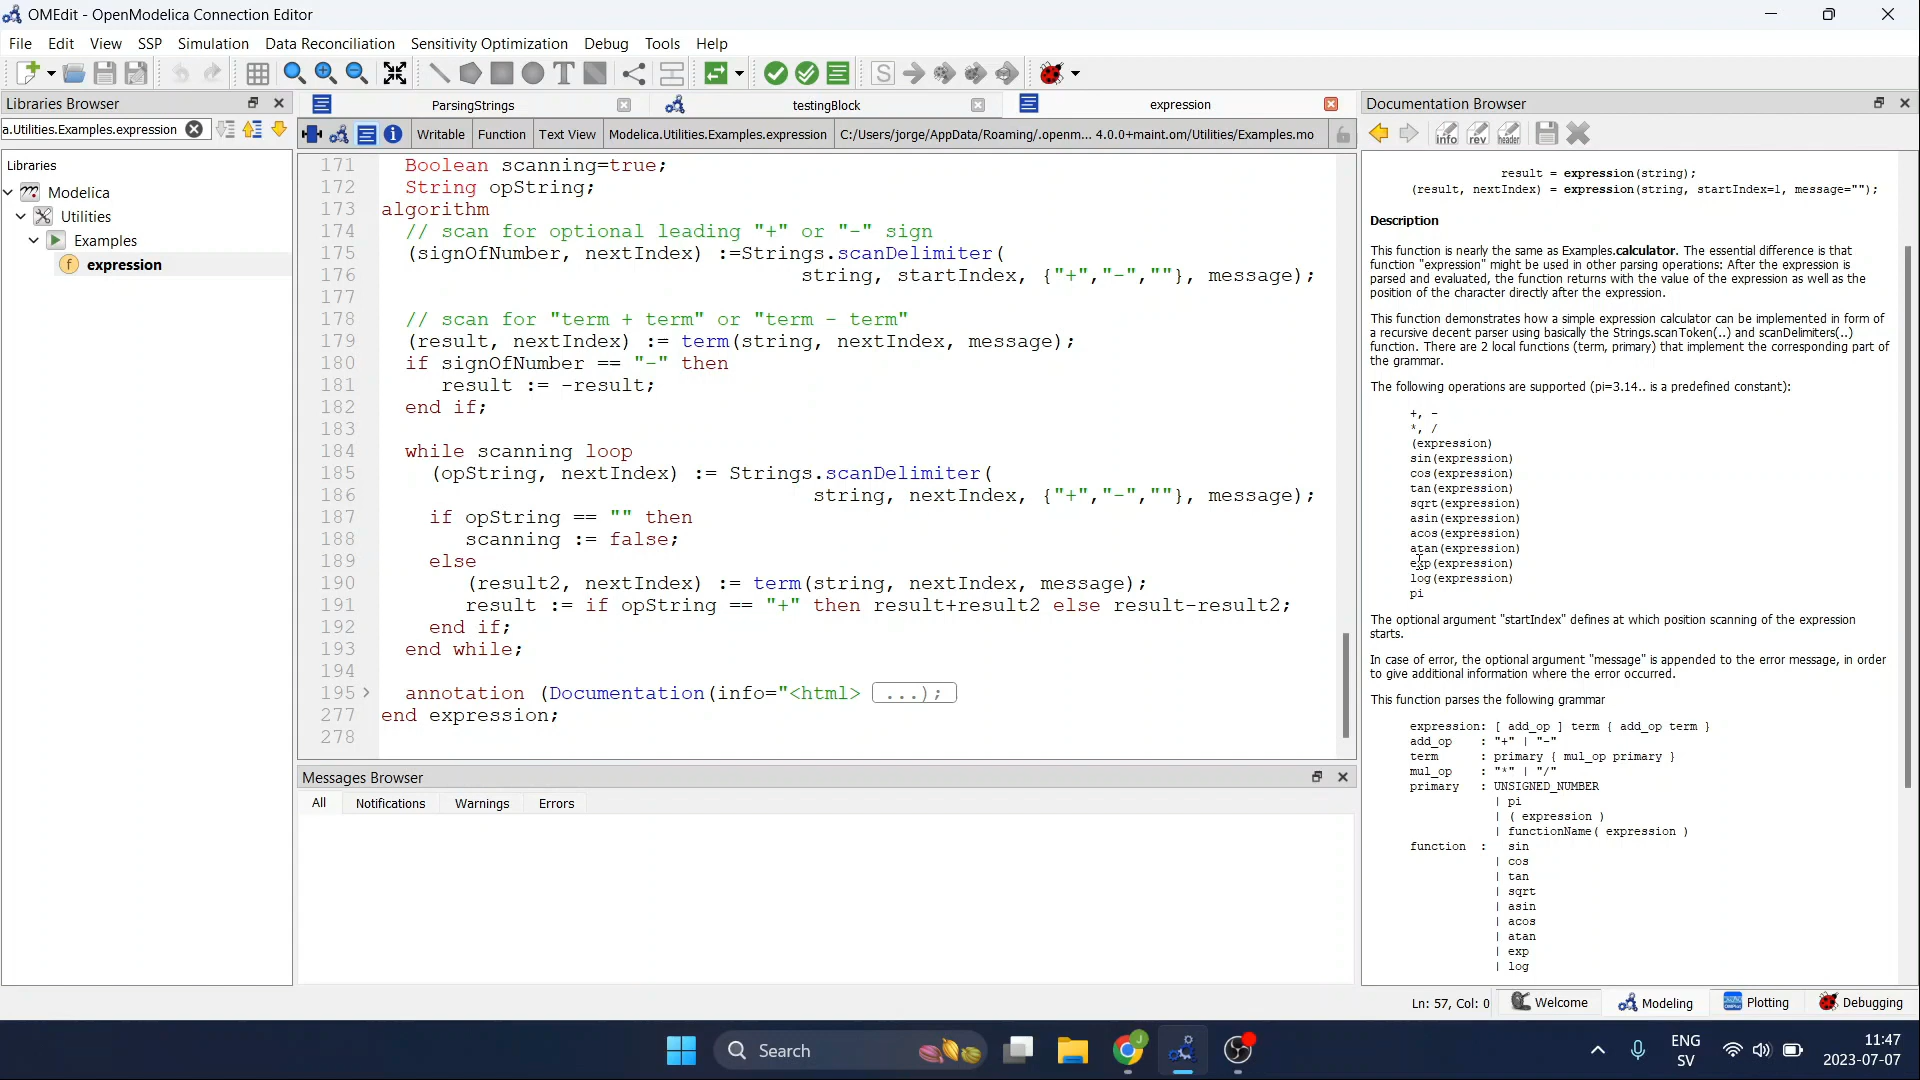 OMEdit - OpenModelica Connection Editor
File Edit View SSP Simulation Data Reconciliation Sensitivity Optimization Debug Tools Help
Libraries Browser
a.Utilities.Examples.expression
Libraries
Modelica
Utilities
Examples
expression
ParsingStrings testingBlock expression
Writable Function Text View Modelica.Utilities.Examples.expression C:/Users/jorge/AppData/Roaming/.openm... 4.0.0+maint.om/Utilities/Examples.mo
171 Boolean scanning=true;
172 String opString;
173 algorithm
174 // scan for optional leading "+" or "-" sign
175 (signOfNumber, nextIndex) :=Strings.scanDelimiter(
176 string, startIndex, {"+","-",""}, message);
177
178 // scan for "term + term" or "term - term"
179 (result, nextIndex) := term(string, nextIndex, message);
180 if signOfNumber == "-" then
181 result := -result;
182 end if;
183
184 while scanning loop
185 (opString, nextIndex) := Strings.scanDelimiter(
186 string, nextIndex, {"+","-",""}, message);
187 if opString == "" then
188 scanning := false;
189 else
190 (result2, nextIndex) := term(string, nextIndex, message);
191 result := if opString == "+" then result+result2 else result-result2;
192 end if;
193 end while;
194
195 annotation (Documentation(info="<html> ...);
277 end expression;
278
Messages Browser
All Notifications Warnings Errors
Documentation Browser
info rev header
result = expression(string);
(result, nextIndex) = expression(string, startIndex=1, message="");
Description
This function is nearly the same as Examples.calculator. The essential difference is that
function "expression" might be used in other parsing operations: After the expression is
parsed and evaluated, the function returns with the value of the expression as well as the
position of the character directly after the expression.
This function demonstrates how a simple expression calculator can be implemented in form of
a recursive decent parser using basically the Strings.scanToken(..) and scanDelimiters(..)
function. There are 2 local functions (term, primary) that implement the corresponding part of
the grammar.
The following operations are supported (pi=3.14.. is a predefined constant):
+, -
*, /
(expression)
sin(expression)
cos(expression)
tan(expression)
sqrt(expression)
asin(expression)
acos(expression)
atan(expression)
exp(expression)
log(expression)
pi
The optional argument "startIndex" defines at which position scanning of the expression
starts.
In case of error, the optional argument "message" is appended to the error message, in order
to give additional information where the error occurred.
This function parses the following grammar
expression: [ add_op ] term { add_op term }
add_op : "+" | "-"
term : primary { mul_op primary }
mul_op : "*" | "/"
primary : UNSIGNED_NUMBER
| pi
| ( expression )
| functionName( expression )
function : sin
| cos
| tan
| sqrt
| asin
| acos
| atan
| exp
| log
Ln: 57, Col: 0 Welcome Modeling Plotting Debugging
Search
ENG
SV
11:47
2023-07-07